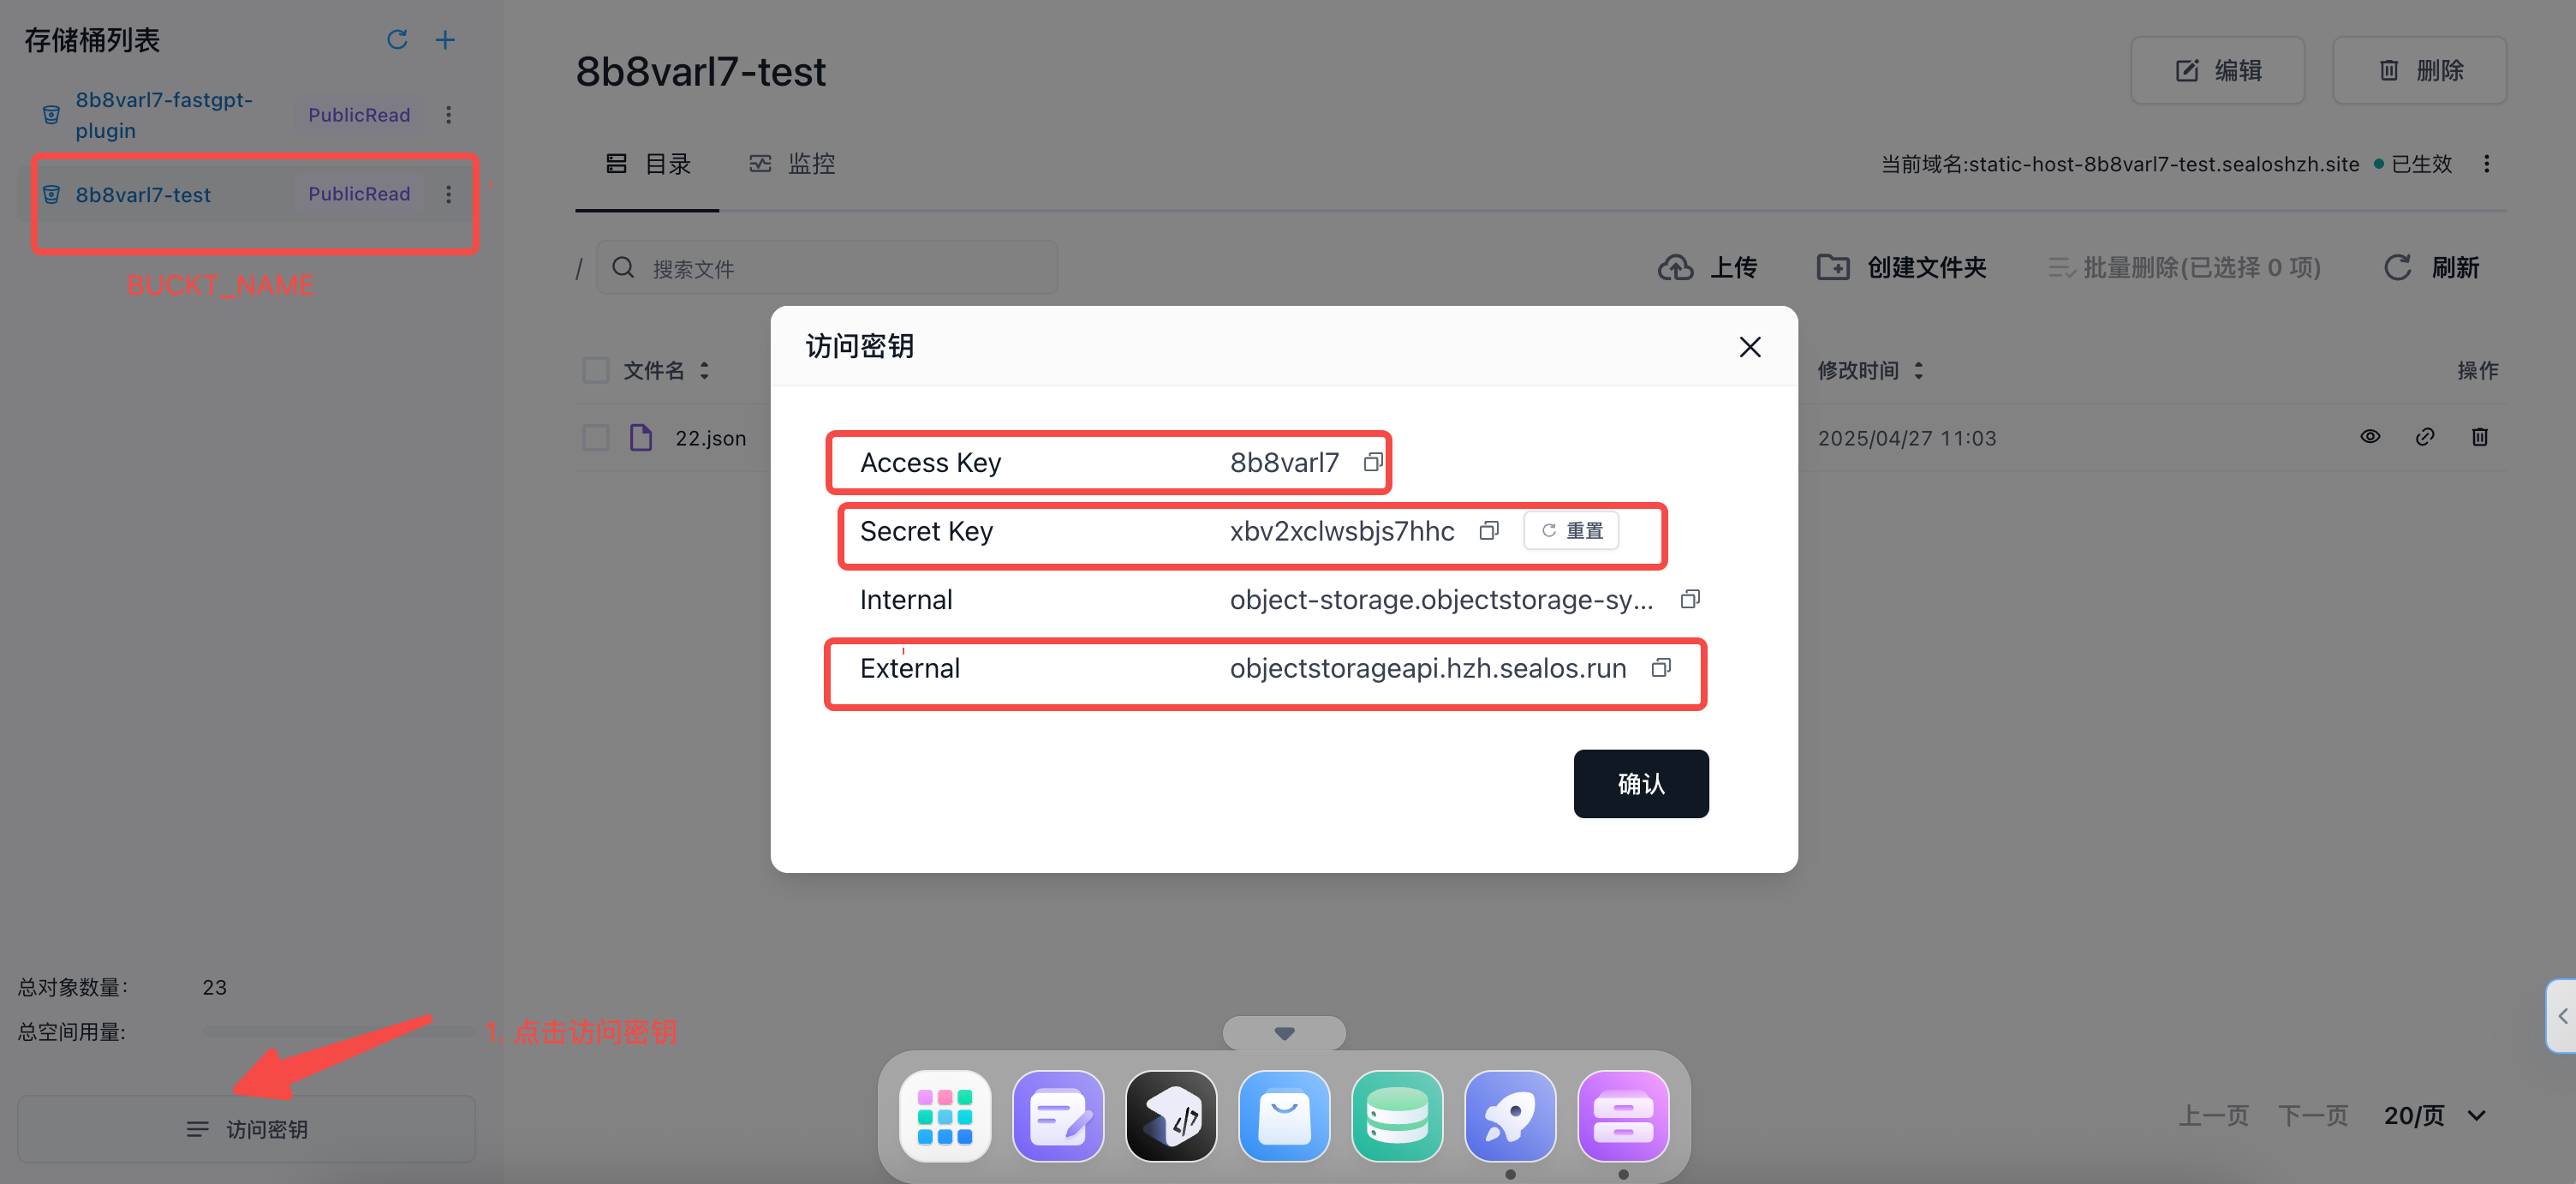 存储桶列表
8b8varl7-fastgpt-
plugin
PublicRead
8b8varl7-test
PublicRead
BUCKT_NAME
总对象数量:
23
总空间用量:
1. 点击访问密钥
访问密钥
8b8varl7-test
编辑
删除
目录
监控
当前域名:static-host-8b8varl7-test.sealoshzh.site
已生效
/
搜索文件
上传
创建文件夹
批量删除(已选择 0 项)
刷新
文件名
修改时间
操作
22.json
2025/04/27 11:03
访问密钥
Access Key
8b8varl7
Secret Key
xbv2xclwsbjs7hhc
重置
Internal
object-storage.objectstorage-sy...
External
objectstorageapi.hzh.sealos.run
确认
上一页
下一页
20/页